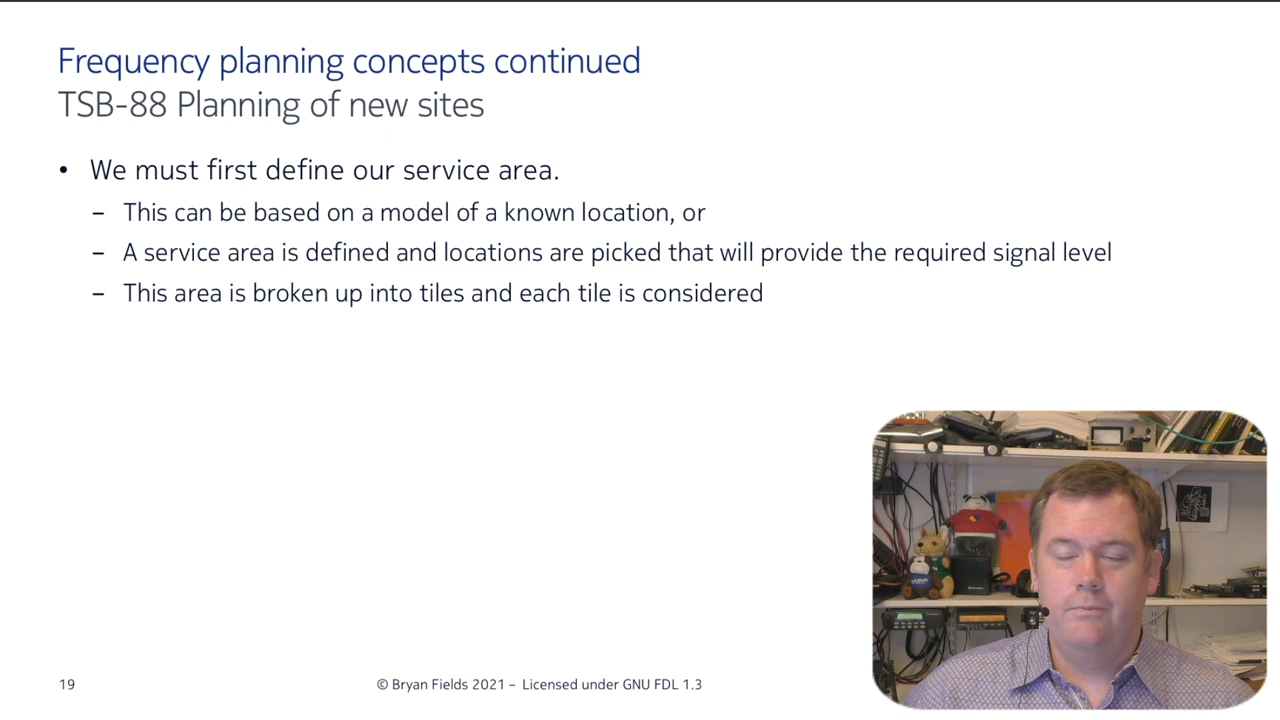 Frequency planning concepts continued
TSB-88 Planning of new sites
• We must first define our service area.
– This can be based on a model of a known location, or
– A service area is defined and locations are picked that will provide the required signal level
– This area is broken up into tiles and each tile is considered
19
© Bryan Fields 2021 – Licensed under GNU FDL 1.3